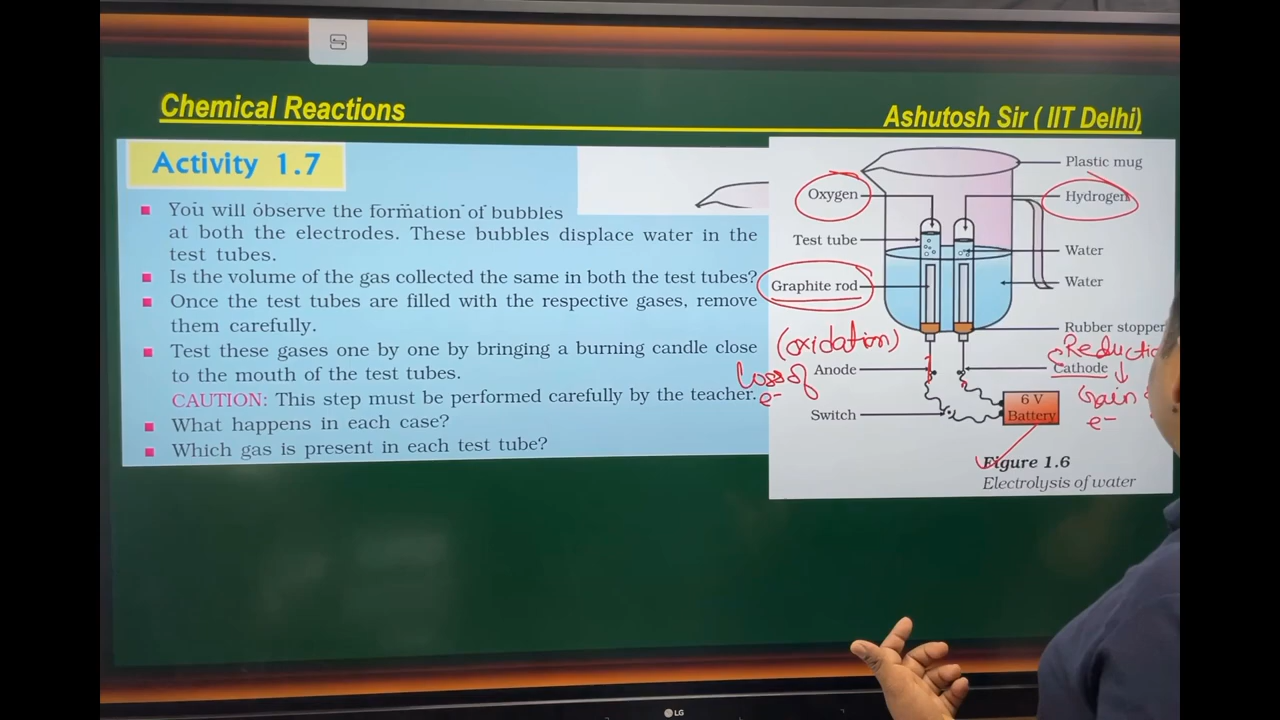 Chemical Reactions
Ashutosh Sir ( IIT Delhi)
Activity 1.7
You will observe the formation of bubbles
at both the electrodes. These bubbles displace water in the
test tubes.
Is the volume of the gas collected the same in both the test tubes?
Once the test tubes are filled with the respective gases, remove
them carefully.
Test these gases one by one by bringing a burning candle close
to the mouth of the test tubes.
CAUTION: This step must be performed carefully by the teacher.
What happens in each case?
Which gas is present in each test tube?
Plastic mug
Oxygen
Hydrogen
Test tube
Water
Graphite rod
Water
Rubber stopper
(oxidation)
Reductio
Anode
Cathode
Loss of
e-
Gain
e-
Switch
6 V
Battery
Figure 1.6
Electrolysis of water
LG